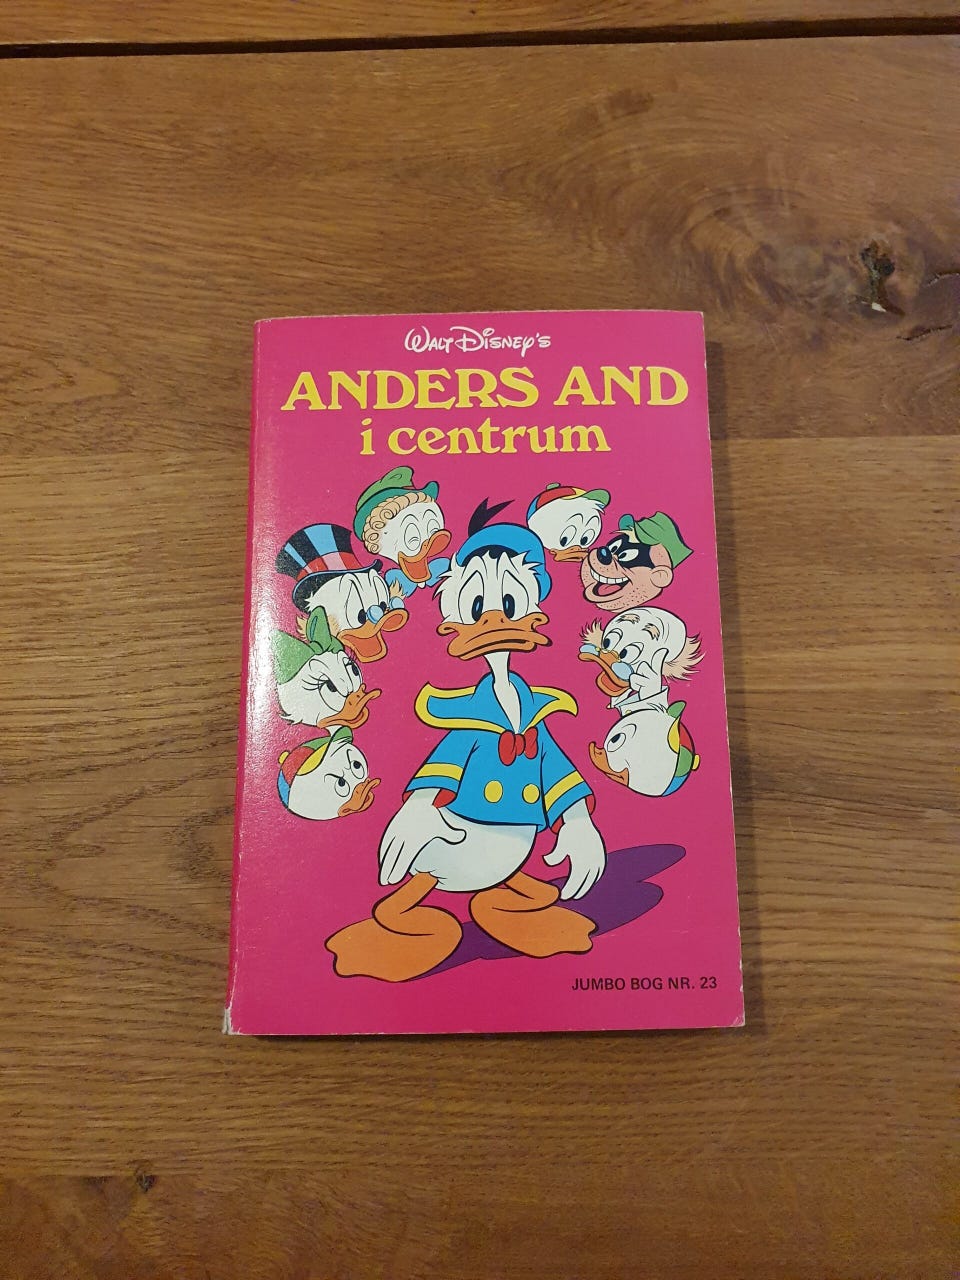 Walt Disney's
ANDERS AND
i centrum
JUMBO BOG NR. 23